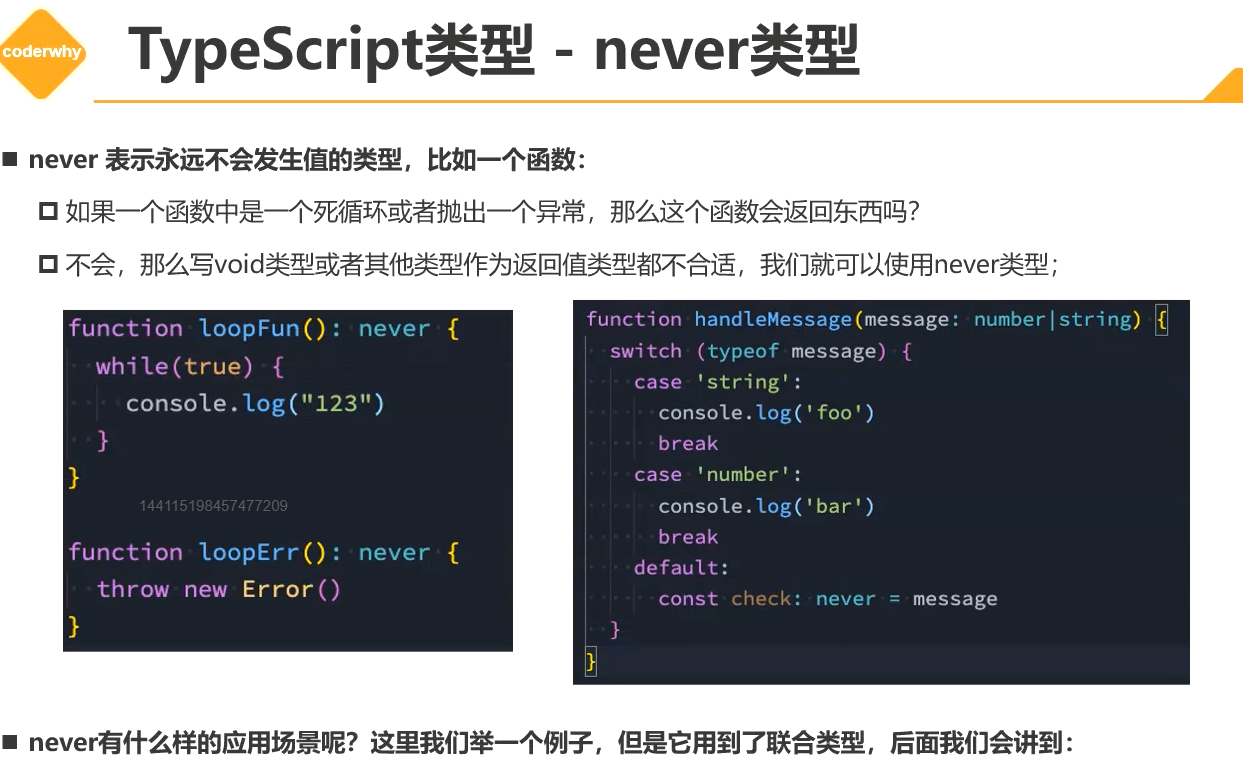 coderwhy
TypeScript类型 - never类型
never 表示永远不会发生值的类型，比如一个函数：
如果一个函数中是一个死循环或者抛出一个异常，那么这个函数会返回东西吗？
不会，那么写void类型或者其他类型作为返回值类型都不合适，我们就可以使用never类型；
function loopFun(): never {
while(true) {
console.log("123")
}
}
144115198457477209
function loopErr(): never {
throw new Error()
}
function handleMessage(message: number|string) {
switch (typeof message) {
case 'string':
console.log('foo')
break
case 'number':
console.log('bar')
break
default:
const check: never = message
}
}
never有什么样的应用场景呢？这里我们举一个例子，但是它用到了联合类型，后面我们会讲到：